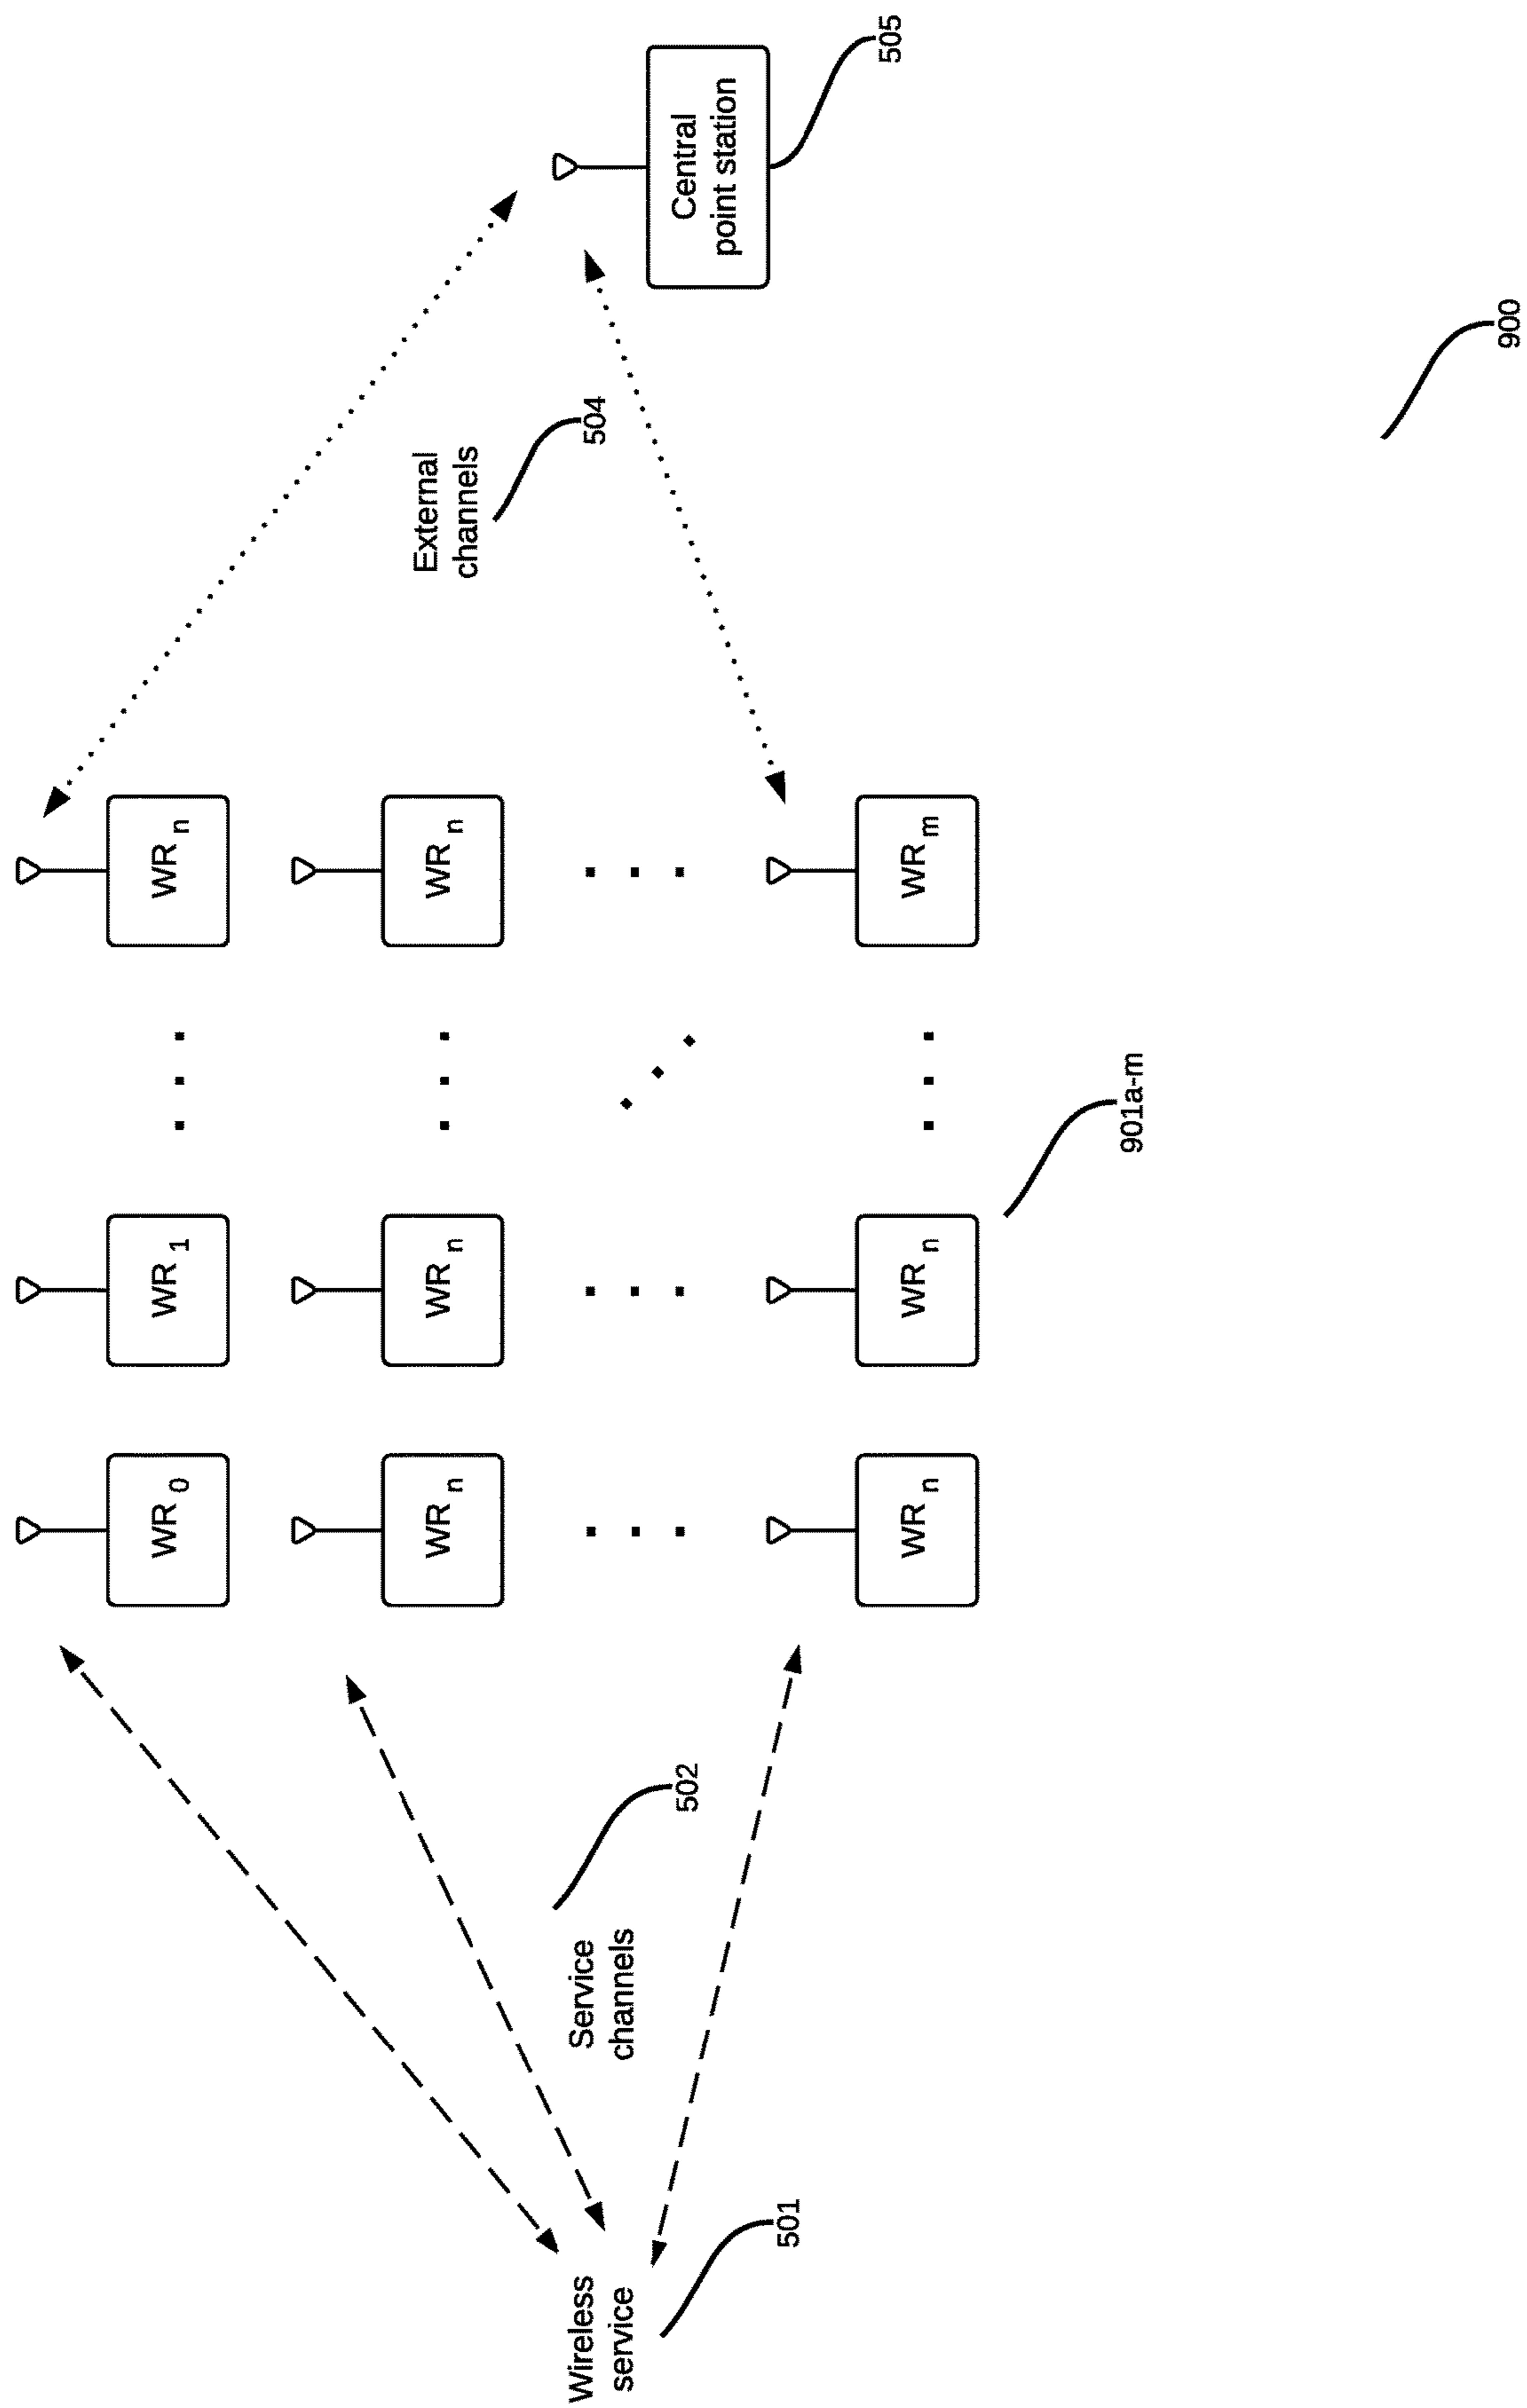 WR 0
WR 1
WR n
WR n
WR n
WR n
WR n
WR n
WR m
Wireless
service
501
Service
channels
502
External
channels
504
Central
point station
505
901a-m
900